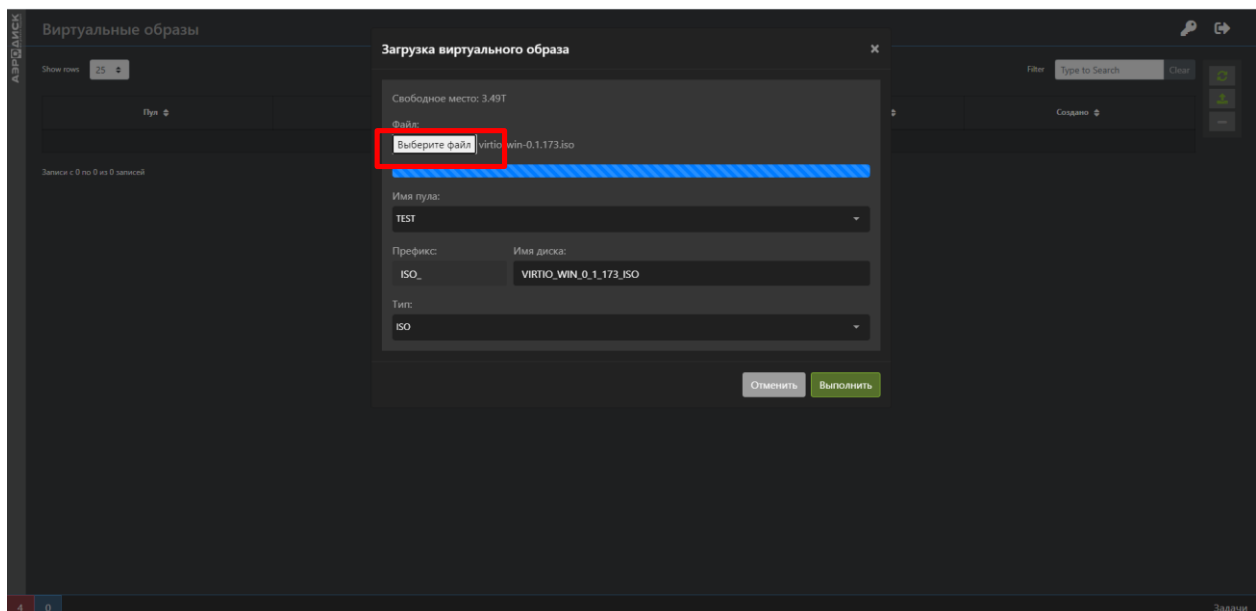 АЭРОДИСК
Виртуальные образы
Show rows 25
Filter Type to Search Clear
Пул
Создано
Записи с 0 по 0 из 0 записей
Загрузка виртуального образа ×
Свободное место: 3.49T
Файл:
Выберите файл virtio-win-0.1.173.iso
Имя пула:
TEST
Префикс: Имя диска:
ISO_ VIRTIO_WIN_0_1_173_ISO
Тип:
ISO
Отменить Выполнить
4 0 Задачи